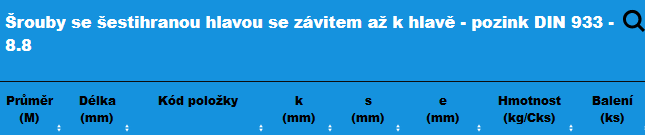 Šrouby se šestihranou hlavou se závitem až k hlavě - pozink DIN 933 -
8.8
Průměr Délka Kód položky k s e Hmotnost Balení
(M) (mm) (mm) (mm) (mm) (kg/Cks) (ks)